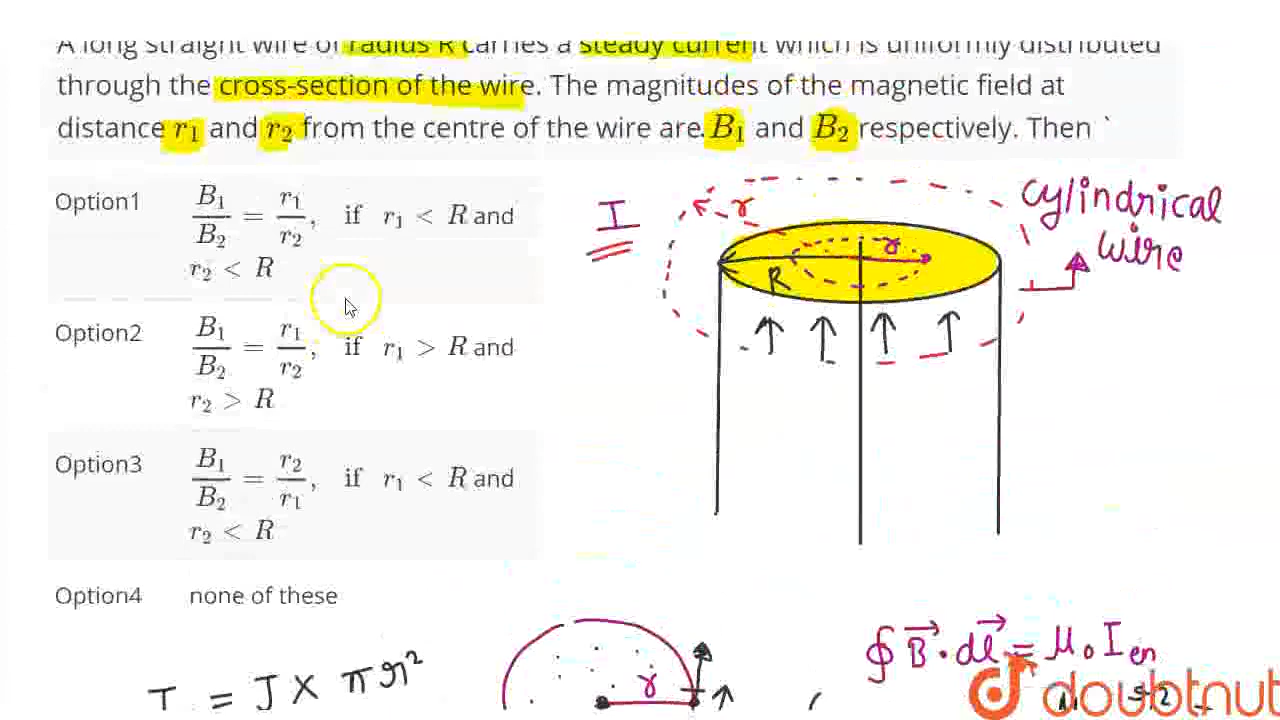 A long straight wire of radius R carries a steady current which is uniformly distributed
through the cross-section of the wire. The magnitudes of the magnetic field at
distance r₁ and r₂ from the centre of the wire are B₁ and B₂ respectively. Then `
Option1 B₁/B₂ = r₁/r₂, if r₁ < R and
r₂ < R
Option2 B₁/B₂ = r₁/r₂, if r₁ > R and
r₂ > R
Option3 B₁/B₂ = r₂/r₁, if r₁ < R and
r₂ < R
Option4 none of these
I
r
r
R
cylindrical
wire
I = J × πr²
r
∮B⃗·dl⃗ = μ₀ Ien
doubtnut